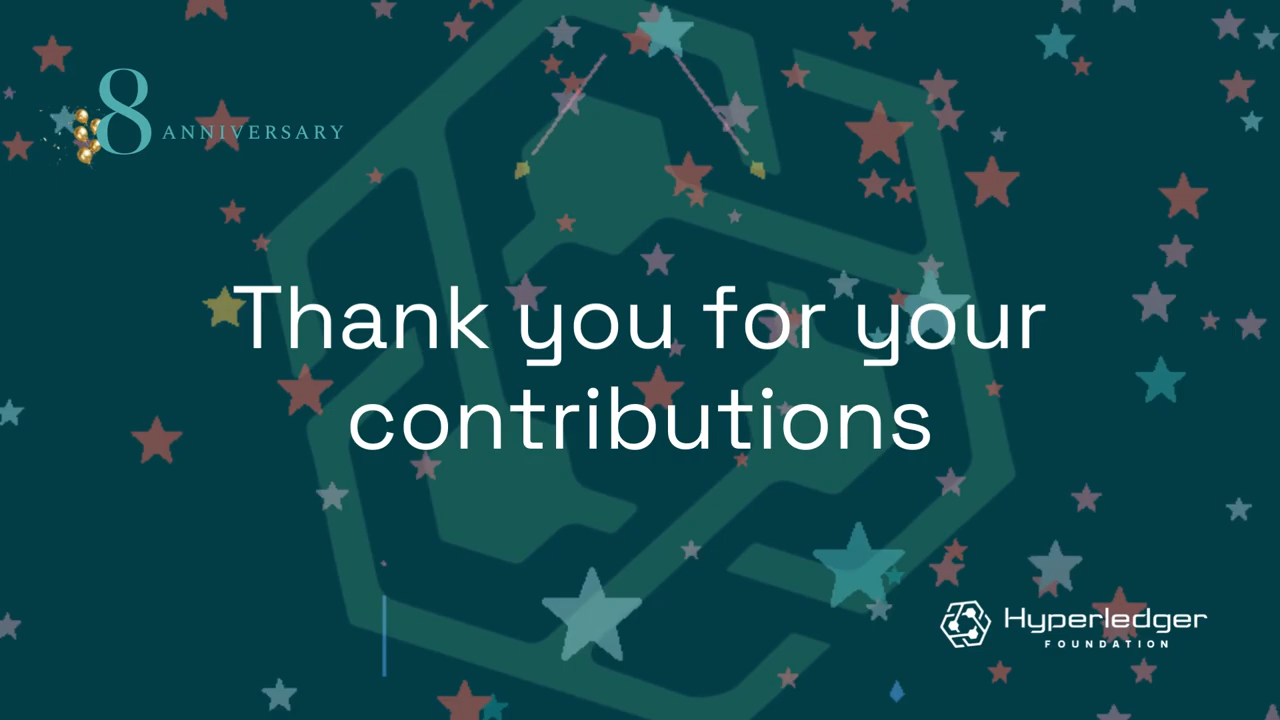 8 ANNIVERSARY
Thank you for your
contributions
Hyperledger
FOUNDATION